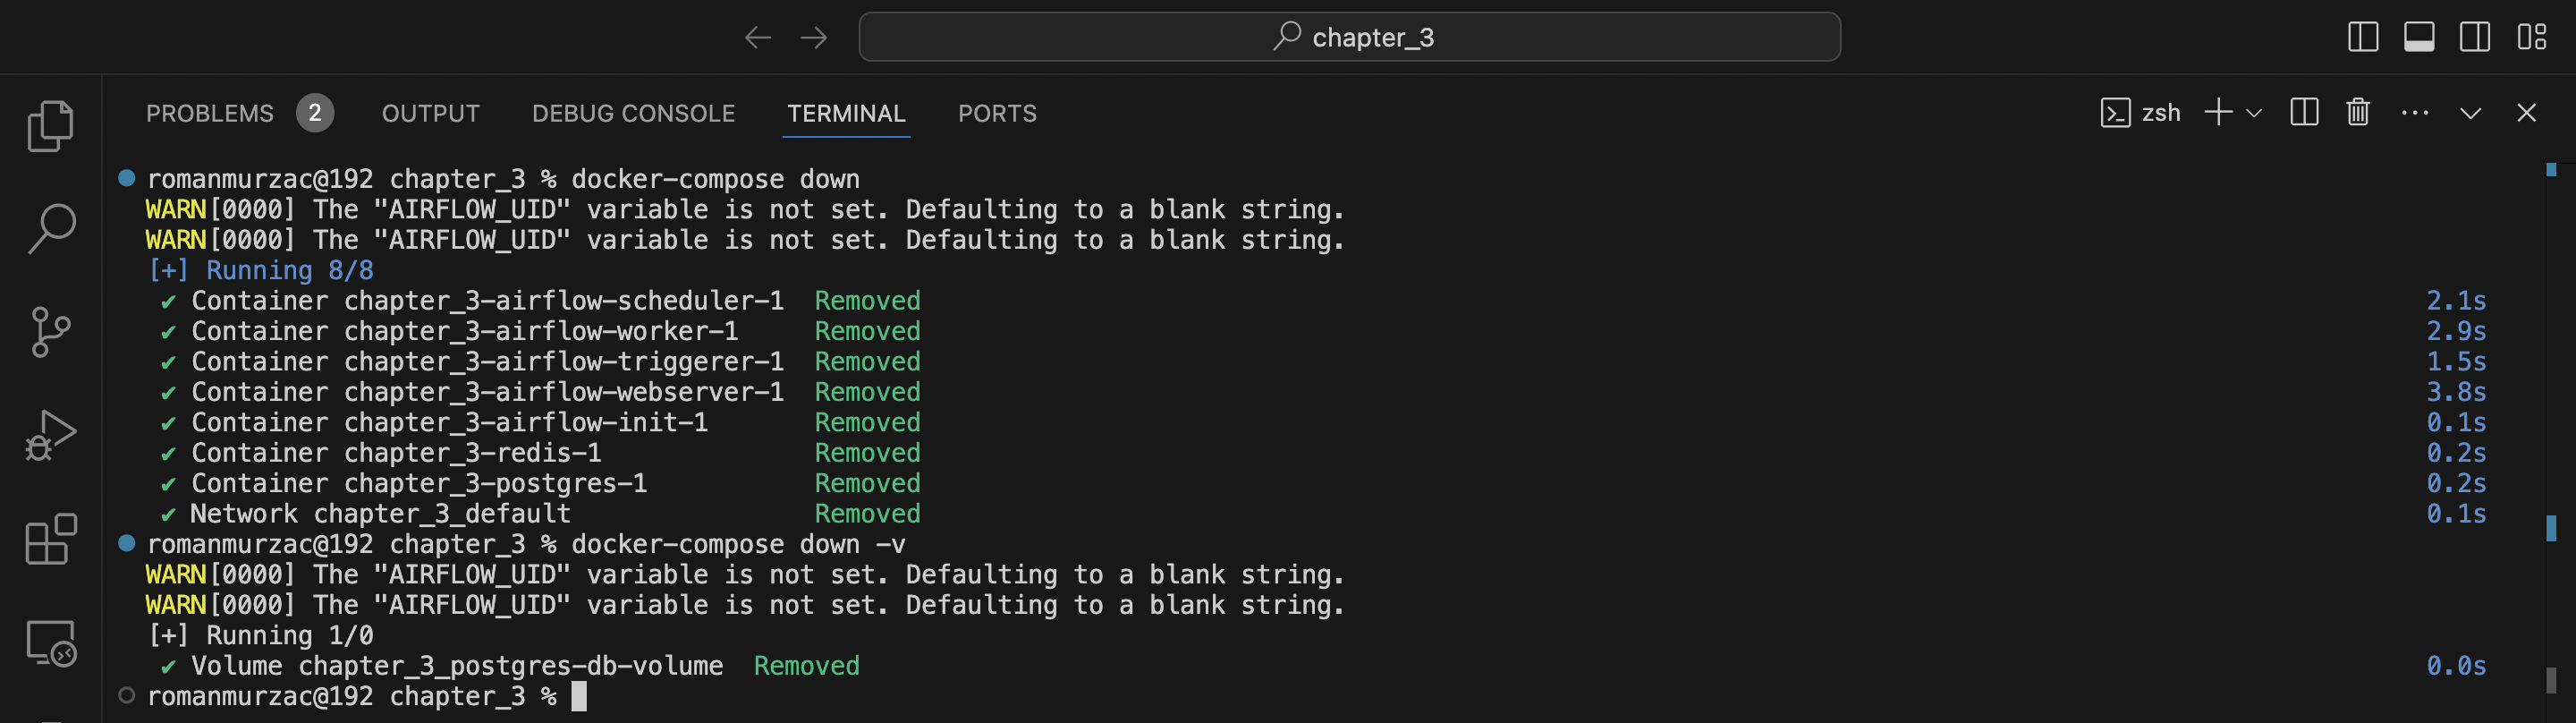 chapter_3
PROBLEMS 2 OUTPUT DEBUG CONSOLE TERMINAL PORTS zsh
romanmurzac@192 chapter_3 % docker-compose down
WARN[0000] The "AIRFLOW_UID" variable is not set. Defaulting to a blank string.
WARN[0000] The "AIRFLOW_UID" variable is not set. Defaulting to a blank string.
[+] Running 8/8
✔ Container chapter_3-airflow-scheduler-1 Removed 2.1s
✔ Container chapter_3-airflow-worker-1 Removed 2.9s
✔ Container chapter_3-airflow-triggerer-1 Removed 1.5s
✔ Container chapter_3-airflow-webserver-1 Removed 3.8s
✔ Container chapter_3-airflow-init-1 Removed 0.1s
✔ Container chapter_3-redis-1 Removed 0.2s
✔ Container chapter_3-postgres-1 Removed 0.2s
✔ Network chapter_3_default Removed 0.1s
romanmurzac@192 chapter_3 % docker-compose down -v
WARN[0000] The "AIRFLOW_UID" variable is not set. Defaulting to a blank string.
WARN[0000] The "AIRFLOW_UID" variable is not set. Defaulting to a blank string.
[+] Running 1/0
✔ Volume chapter_3_postgres-db-volume Removed 0.0s
romanmurzac@192 chapter_3 %